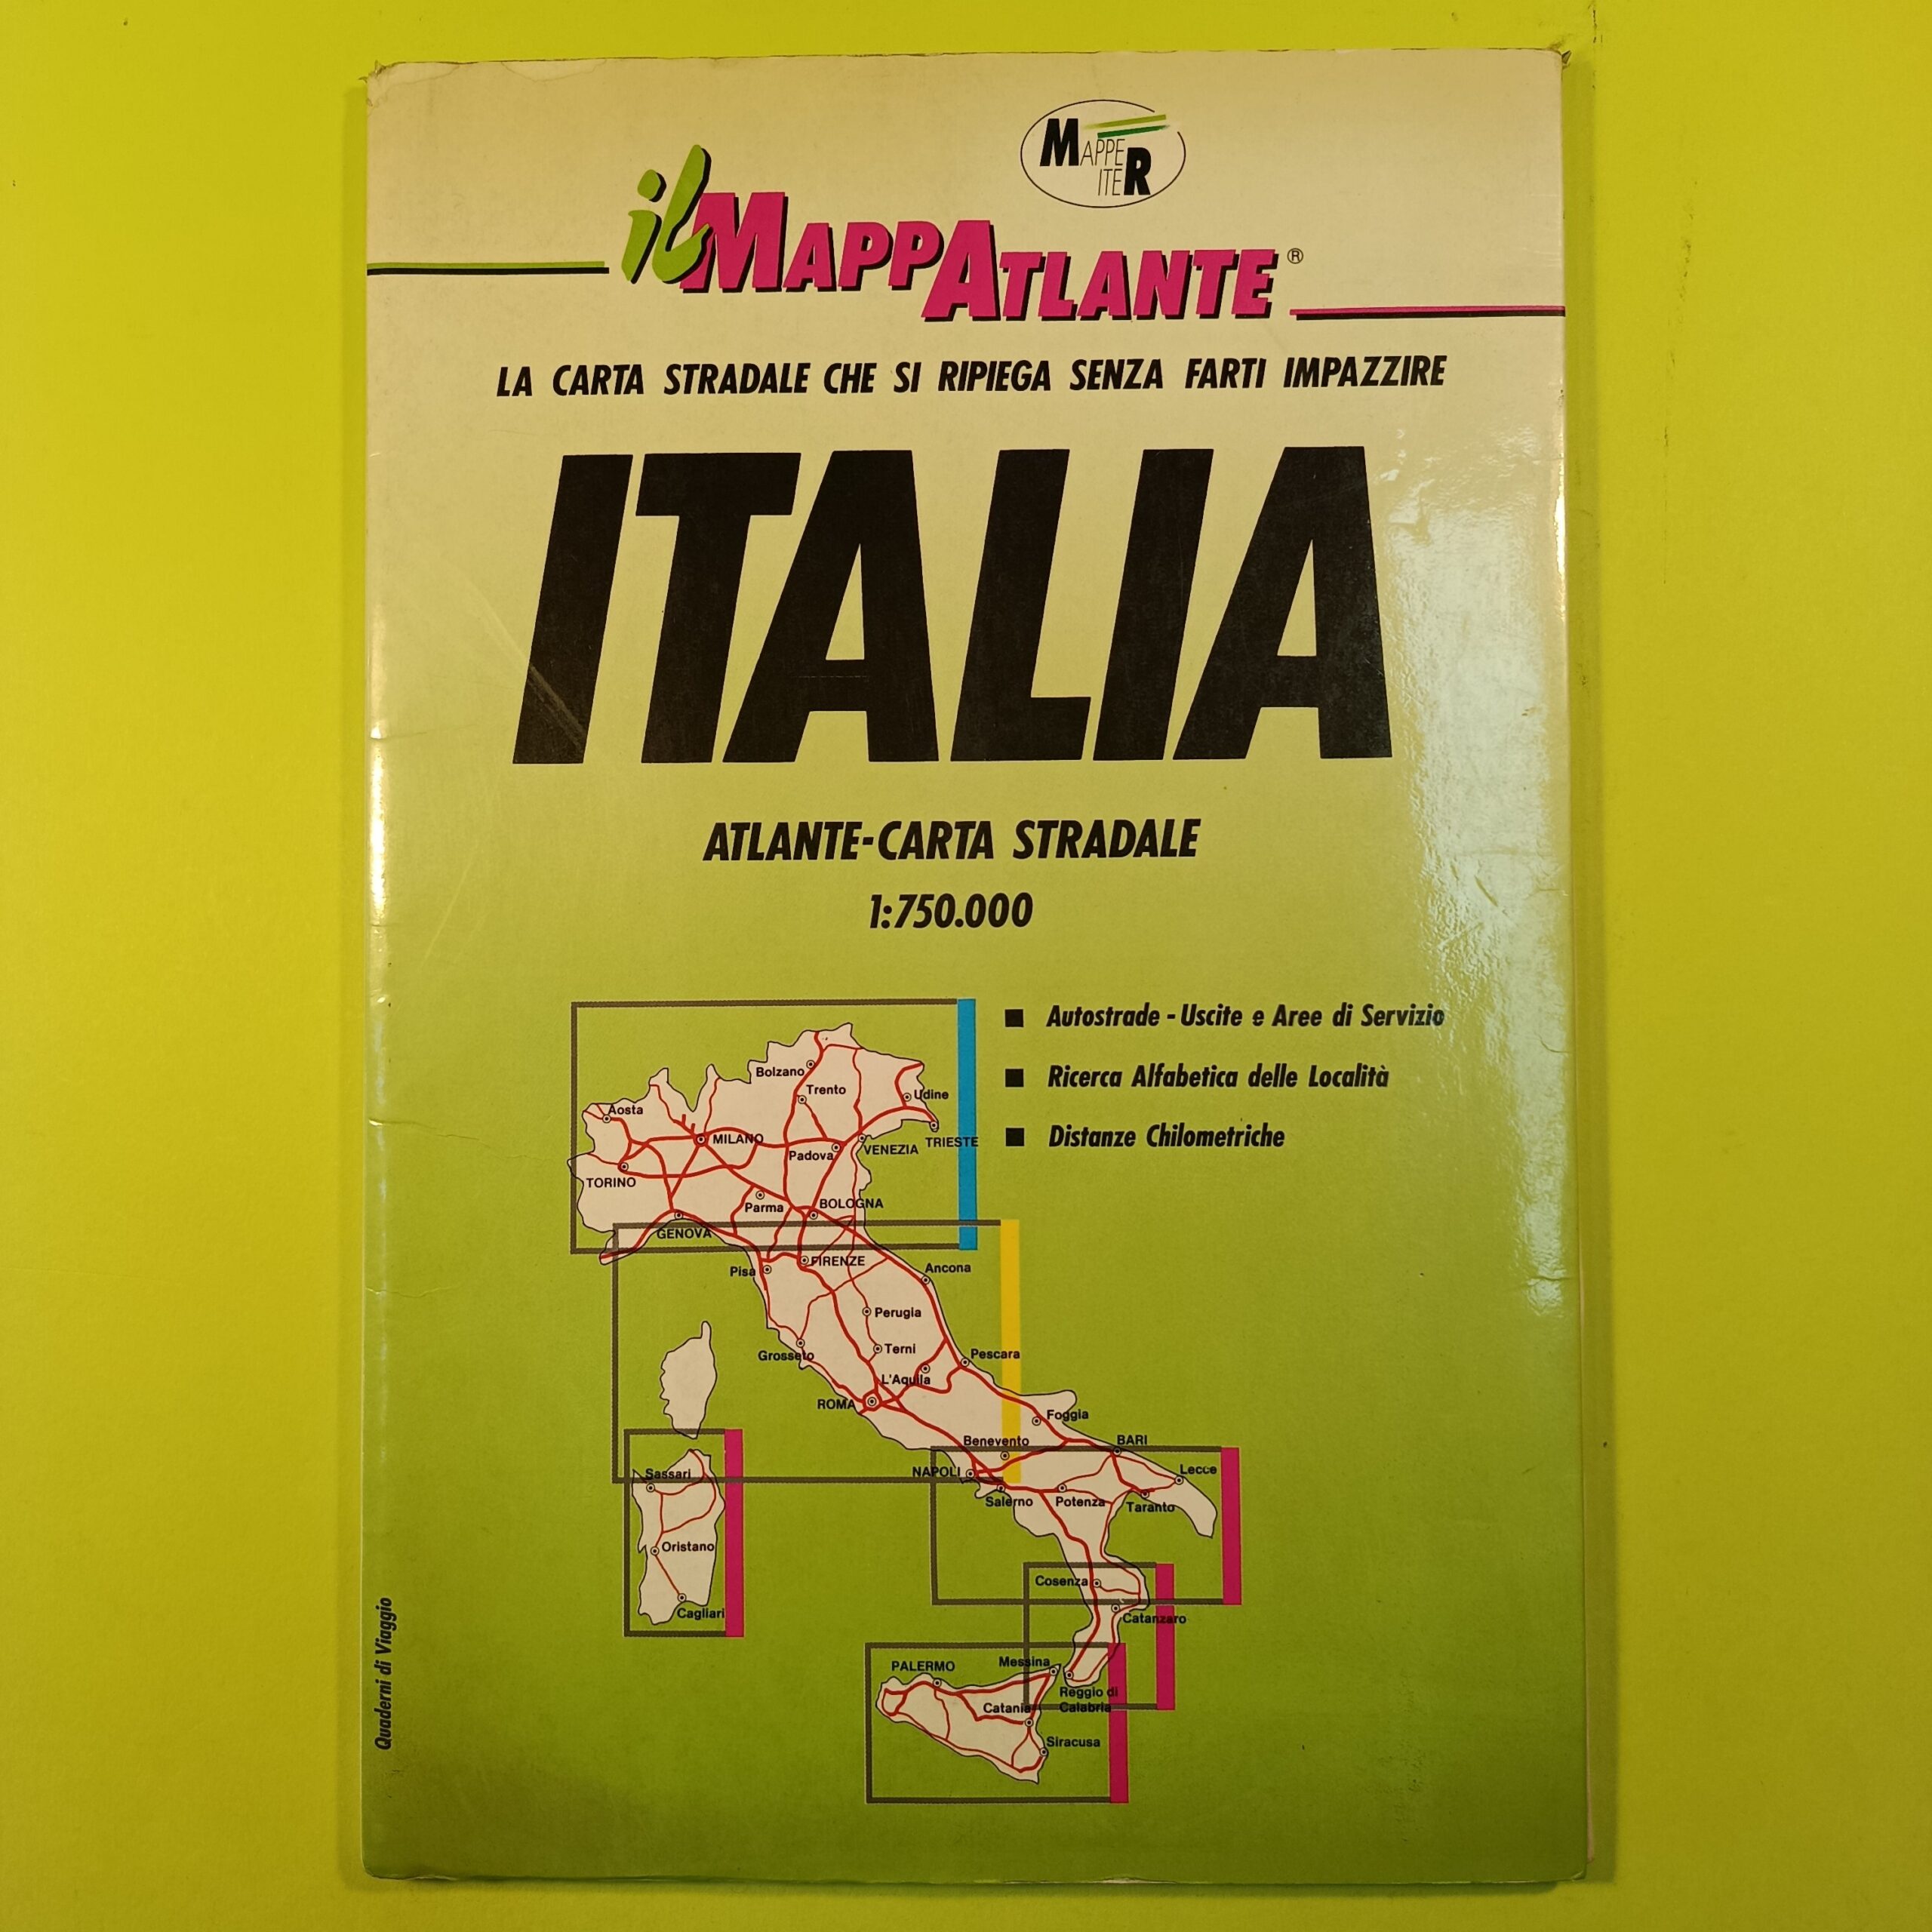 MAPPE
ITER
il MAPPATLANTE ®
LA CARTA STRADALE CHE SI RIPIEGA SENZA FARTI IMPAZZIRE
ITALIA
ATLANTE-CARTA STRADALE
1:750.000
■ Autostrade - Uscite e Aree di Servizio
■ Ricerca Alfabetica delle Località
■ Distanze Chilometriche
Bolzano
Trento
Udine
Aosta
MILANO
TRIESTE
VENEZIA
Padova
TORINO
Parma
BOLOGNA
GENOVA
FIRENZE
Pisa
Ancona
Perugia
Terni
Grosseto
Pescara
L'Aquila
ROMA
Foggia
Benevento
BARI
NAPOLI
Lecce
Sassari
Salerno
Potenza
Taranto
Oristano
Cosenza
Cagliari
Catanzaro
PALERMO
Messina
Reggio di
Calabria
Catania
Siracusa
Quaderni di Viaggio